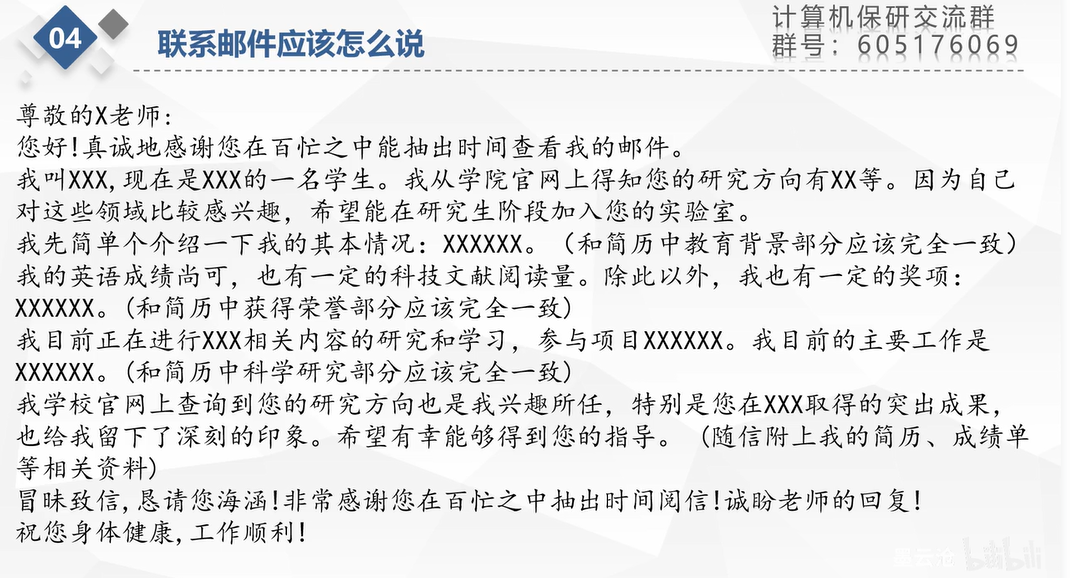 04
联系邮件应该怎么说
计算机保研交流群
群号：605176069
尊敬的X老师：
您好!真诚地感谢您在百忙之中能抽出时间查看我的邮件。
我叫XXX,现在是XXX的一名学生。我从学院官网上得知您的研究方向有XX等。因为自己
对这些领域比较感兴趣，希望能在研究生阶段加入您的实验室。
我先简单个介绍一下我的其本情况：XXXXXX。（和简历中教育背景部分应该完全一致）
我的英语成绩尚可，也有一定的科技文献阅读量。除此以外，我也有一定的奖项：
XXXXXX。(和简历中获得荣誉部分应该完全一致)
我目前正在进行XXX相关内容的研究和学习，参与项目XXXXXX。我目前的主要工作是
XXXXXX。(和简历中科学研究部分应该完全一致)
我学校官网上查询到您的研究方向也是我兴趣所任，特别是您在XXX取得的突出成果，
也给我留下了深刻的印象。希望有幸能够得到您的指导。（随信附上我的简历、成绩单
等相关资料)
冒昧致信,恳请您海涵!非常感谢您在百忙之中抽出时间阅信!诚盼老师的回复!
祝您身体健康,工作顺利!
bilibili